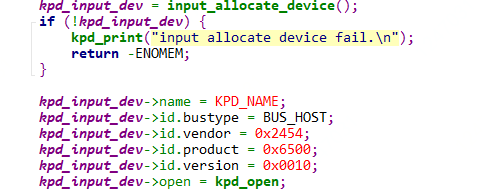 kpd_input_dev = input_allocate_device();
if (!kpd_input_dev) {
kpd_print("input allocate device fail.\n");
return -ENOMEM;
}
kpd_input_dev->name = KPD_NAME;
kpd_input_dev->id.bustype = BUS_HOST;
kpd_input_dev->id.vendor = 0x2454;
kpd_input_dev->id.product = 0x6500;
kpd_input_dev->id.version = 0x0010;
kpd_input_dev->open = kpd_open;